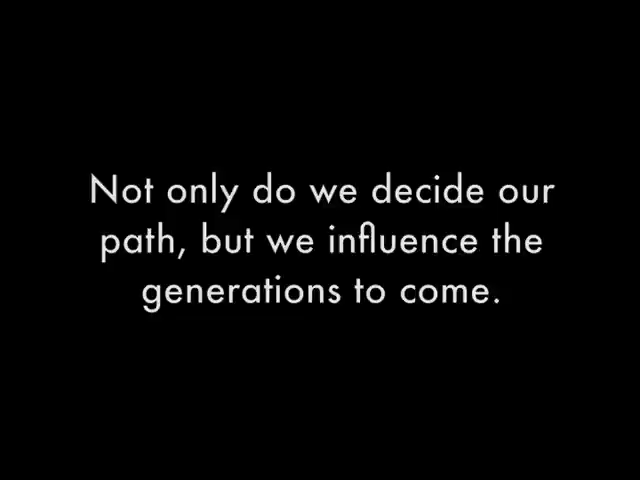 Not only do we decide our
path, but we influence the
generations to come.